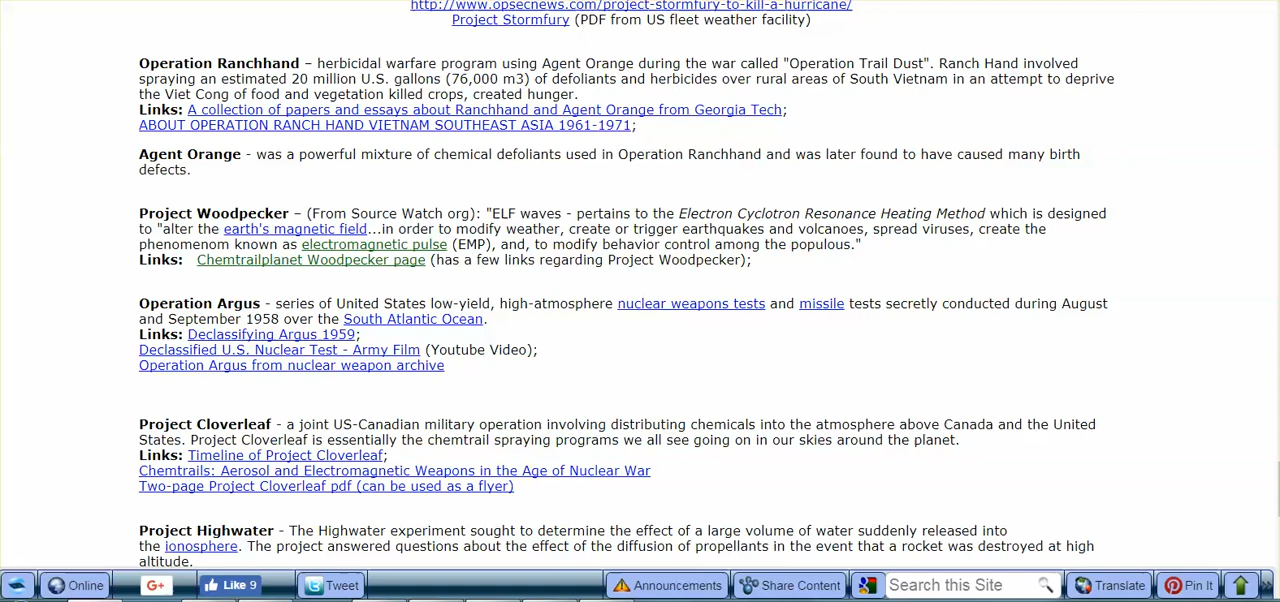 http://www.opsecnews.com/project-stormfury-to-kill-a-hurricane/
Project Stormfury (PDF from US fleet weather facility)
Operation Ranchhand – herbicidal warfare program using Agent Orange during the war called "Operation Trail Dust". Ranch Hand involved
spraying an estimated 20 million U.S. gallons (76,000 m3) of defoliants and herbicides over rural areas of South Vietnam in an attempt to deprive
the Viet Cong of food and vegetation killed crops, created hunger.
Links: A collection of papers and essays about Ranchhand and Agent Orange from Georgia Tech;
ABOUT OPERATION RANCH HAND VIETNAM SOUTHEAST ASIA 1961-1971;
Agent Orange - was a powerful mixture of chemical defoliants used in Operation Ranchhand and was later found to have caused many birth
defects.
Project Woodpecker – (From Source Watch org): "ELF waves - pertains to the Electron Cyclotron Resonance Heating Method which is designed
to "alter the earth's magnetic field...in order to modify weather, create or trigger earthquakes and volcanoes, spread viruses, create the
phenomenom known as electromagnetic pulse (EMP), and, to modify behavior control among the populous."
Links: Chemtrailplanet Woodpecker page (has a few links regarding Project Woodpecker);
Operation Argus - series of United States low-yield, high-atmosphere nuclear weapons tests and missile tests secretly conducted during August
and September 1958 over the South Atlantic Ocean.
Links: Declassifying Argus 1959;
Declassified U.S. Nuclear Test - Army Film (Youtube Video);
Operation Argus from nuclear weapon archive
Project Cloverleaf - a joint US-Canadian military operation involving distributing chemicals into the atmosphere above Canada and the United
States. Project Cloverleaf is essentially the chemtrail spraying programs we all see going on in our skies around the planet.
Links: Timeline of Project Cloverleaf;
Chemtrails: Aerosol and Electromagnetic Weapons in the Age of Nuclear War
Two-page Project Cloverleaf pdf (can be used as a flyer)
Project Highwater - The Highwater experiment sought to determine the effect of a large volume of water suddenly released into
the ionosphere. The project answered questions about the effect of the diffusion of propellants in the event that a rocket was destroyed at high
altitude.
Online G+ Like 9 Tweet Announcements Share Content Search this Site Translate Pin It